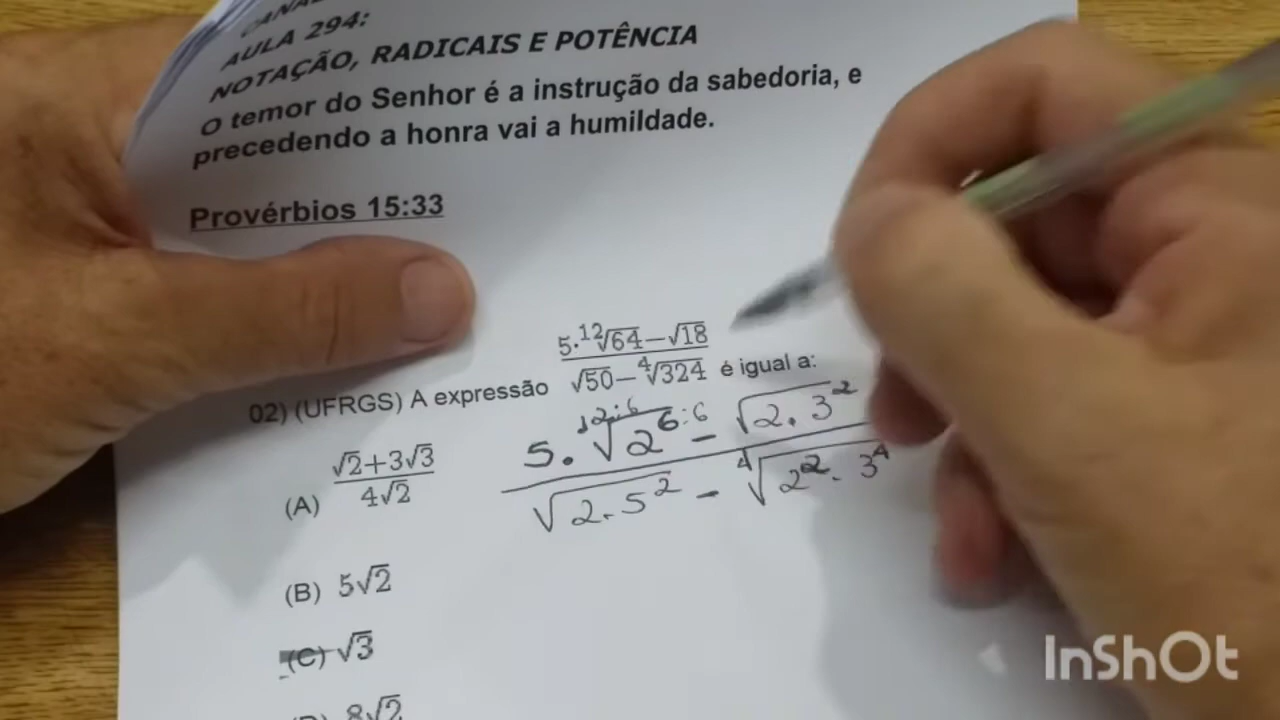 AULA 294:
NOTAÇÃO, RADICAIS E POTÊNCIA
O temor do Senhor é a instrução da sabedoria, e
precedendo a honra vai a humildade.
Provérbios 15:33
5.¹²√64−√18
02) (UFRGS) A expressão √50−⁴√324 é igual a:
5. ¹²:⁶√2⁶:⁶ − √2.3²
√2.5² − ⁴√2².3⁴
(A) √2+3√3
4√2
(B) 5√2
(C) √3
8√2
InShOt